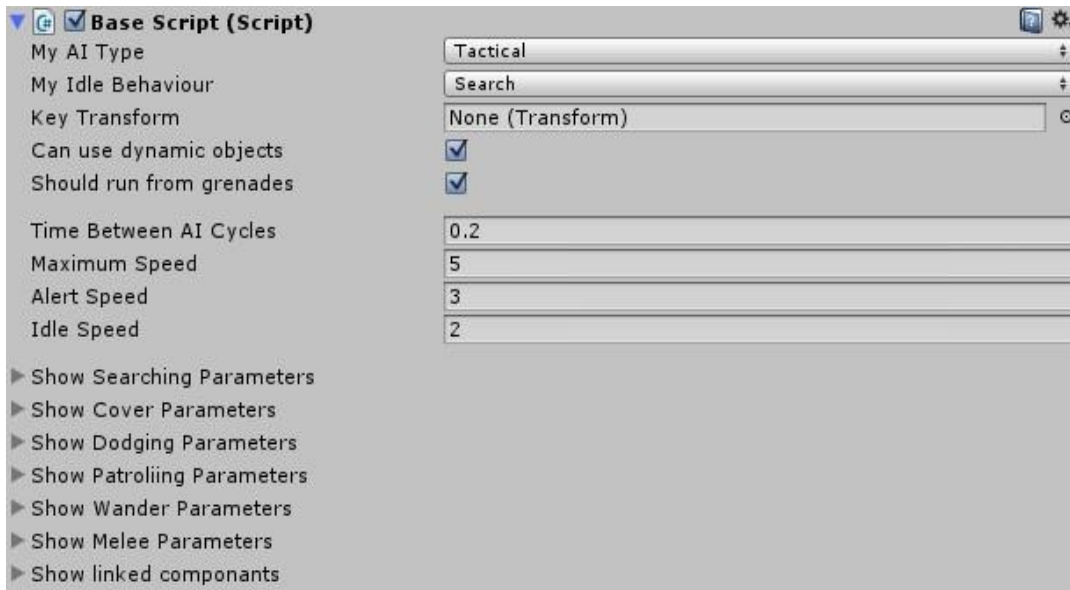 Base Script (Script)
My AI Type Tactical
My Idle Behaviour Search
Key Transform None (Transform)
Can use dynamic objects
Should run from grenades
Time Between AI Cycles 0.2
Maximum Speed 5
Alert Speed 3
Idle Speed 2
Show Searching Parameters
Show Cover Parameters
Show Dodging Parameters
Show Patroliing Parameters
Show Wander Parameters
Show Melee Parameters
Show linked componants